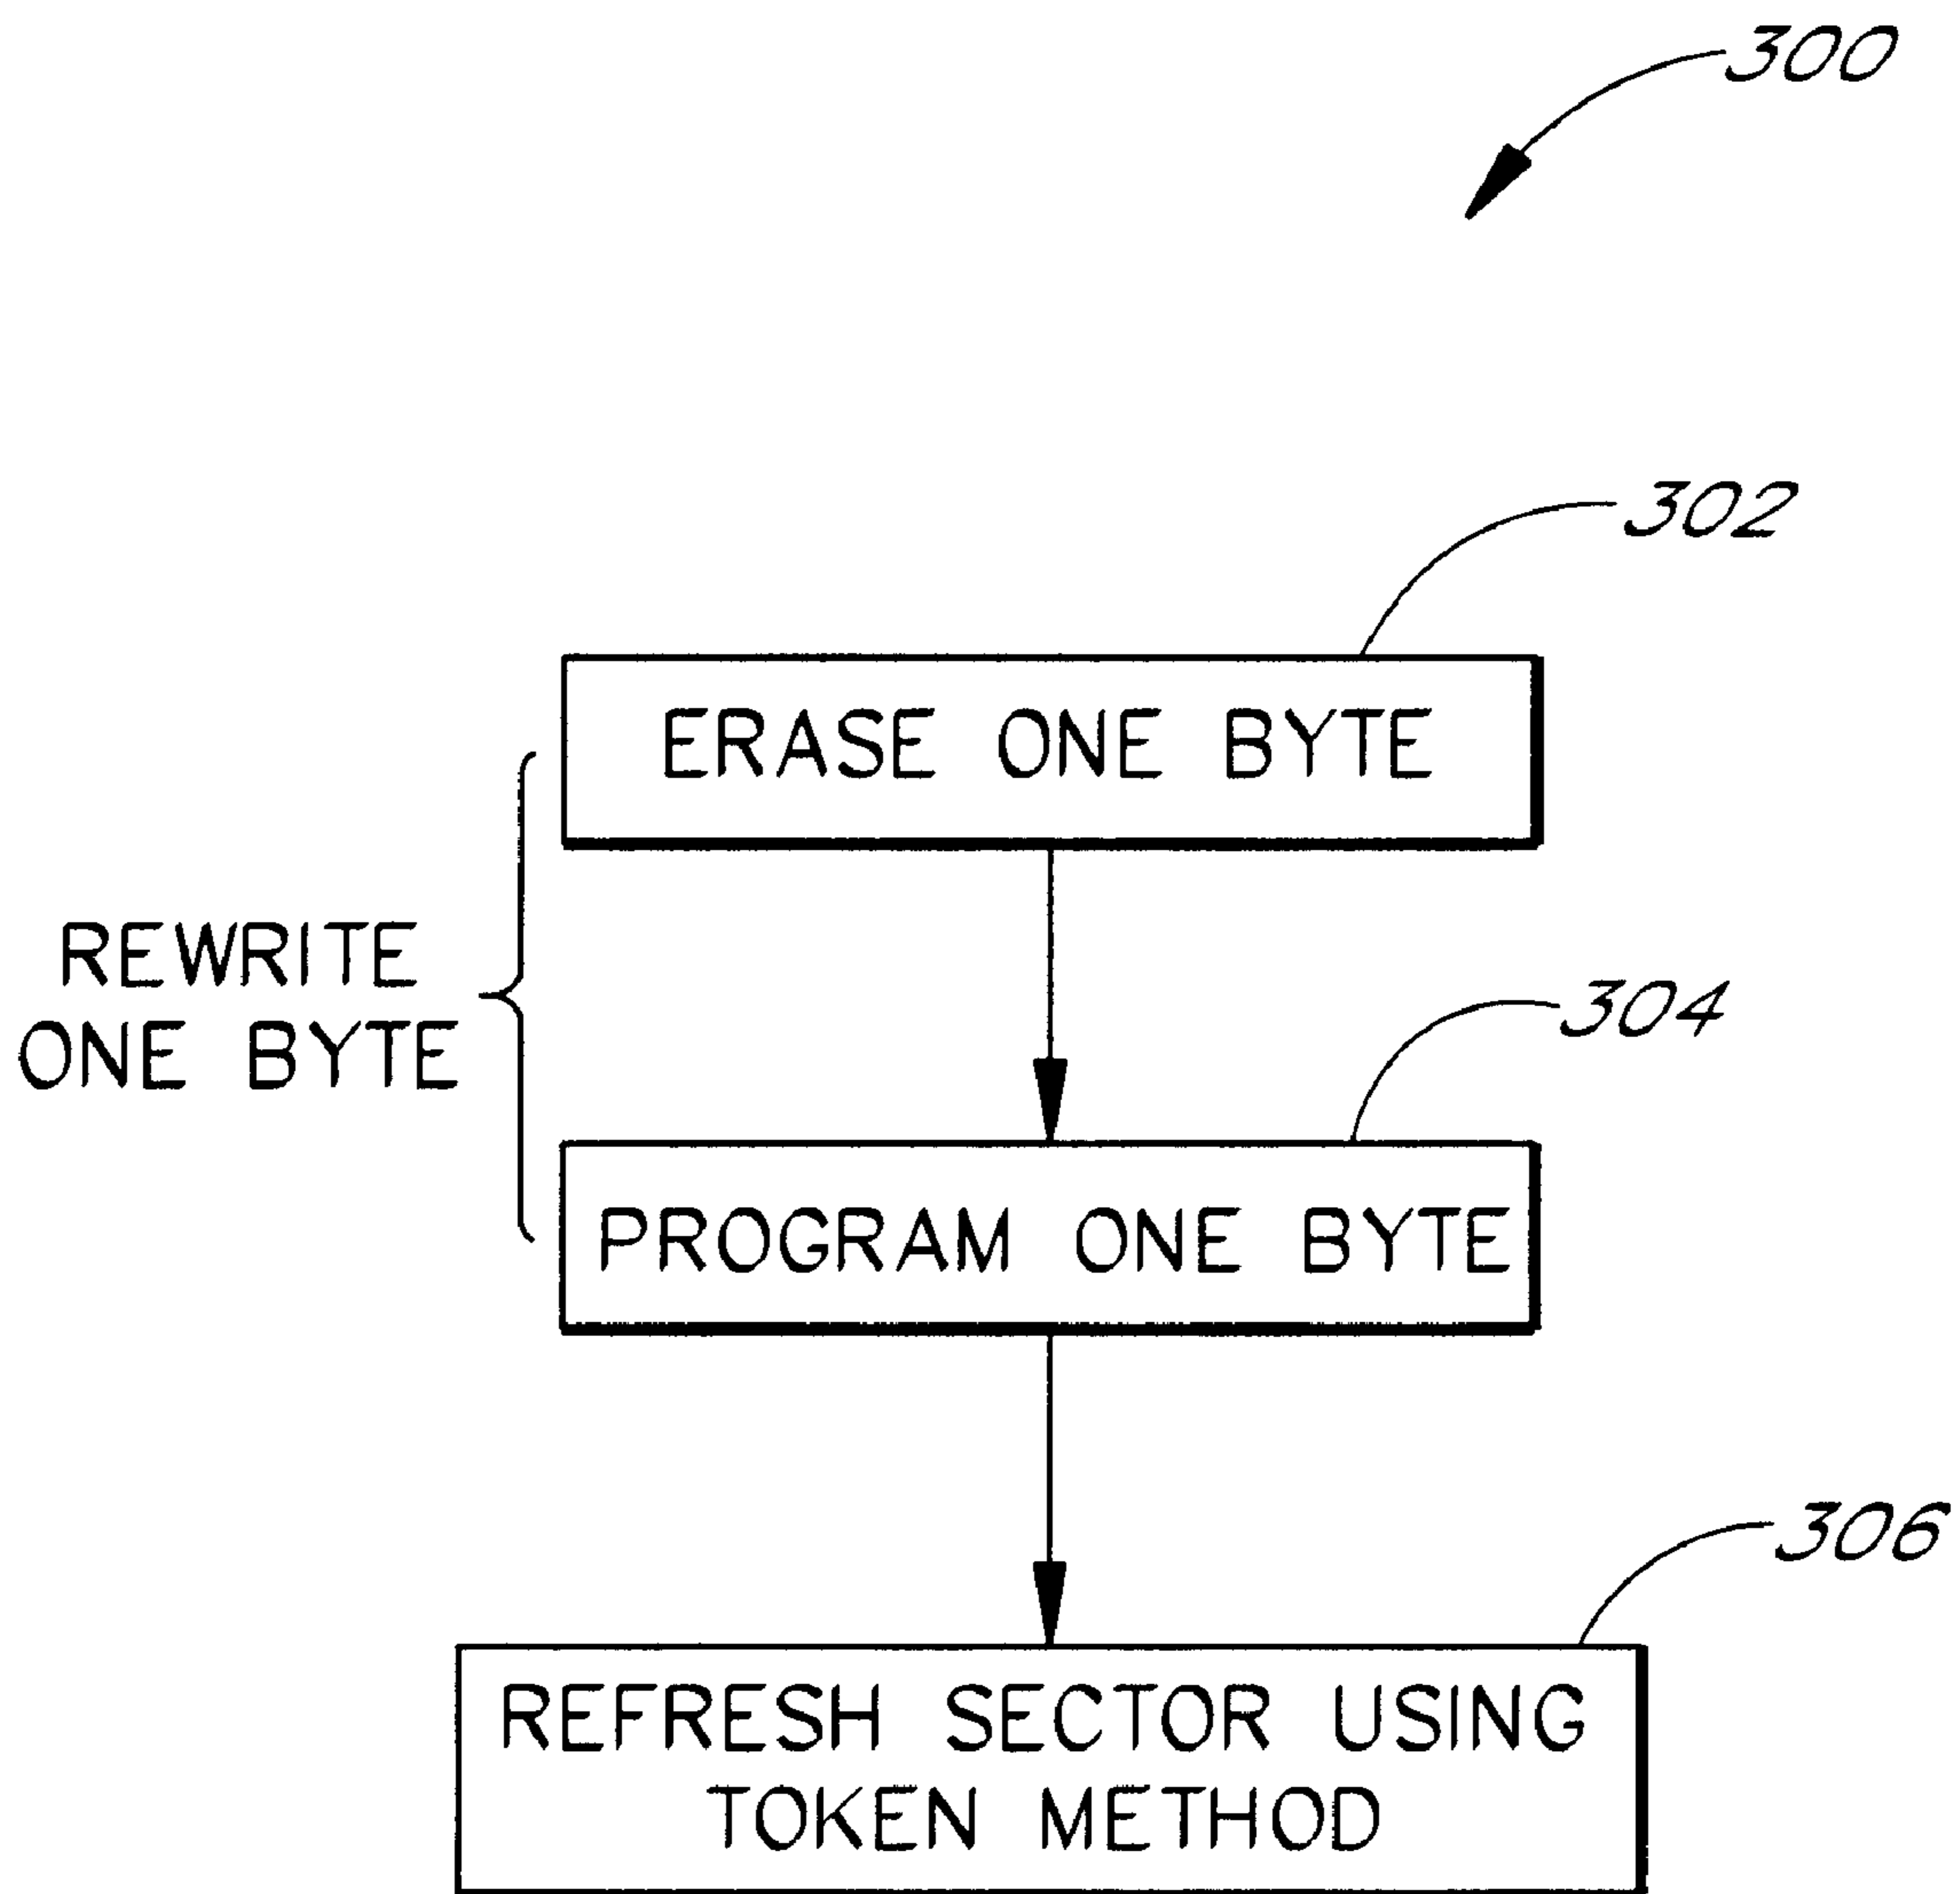 300
302
ERASE ONE BYTE
REWRITE
ONE BYTE
304
PROGRAM ONE BYTE
306
REFRESH SECTOR USING
TOKEN METHOD